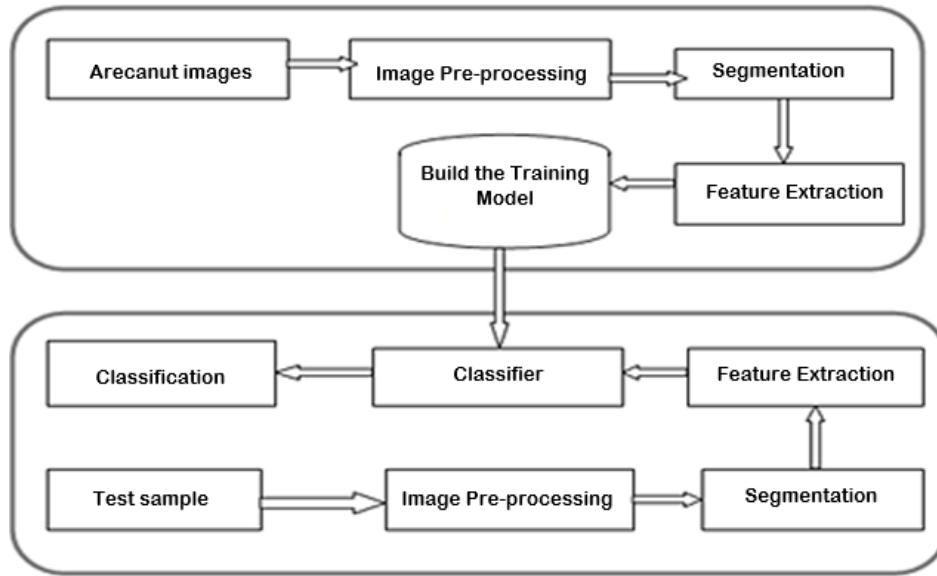 Arecanut images
Image Pre-processing
Segmentation
Build the Training
Model
Feature Extraction
Classification
Classifier
Feature Extraction
Test sample
Image Pre-processing
Segmentation